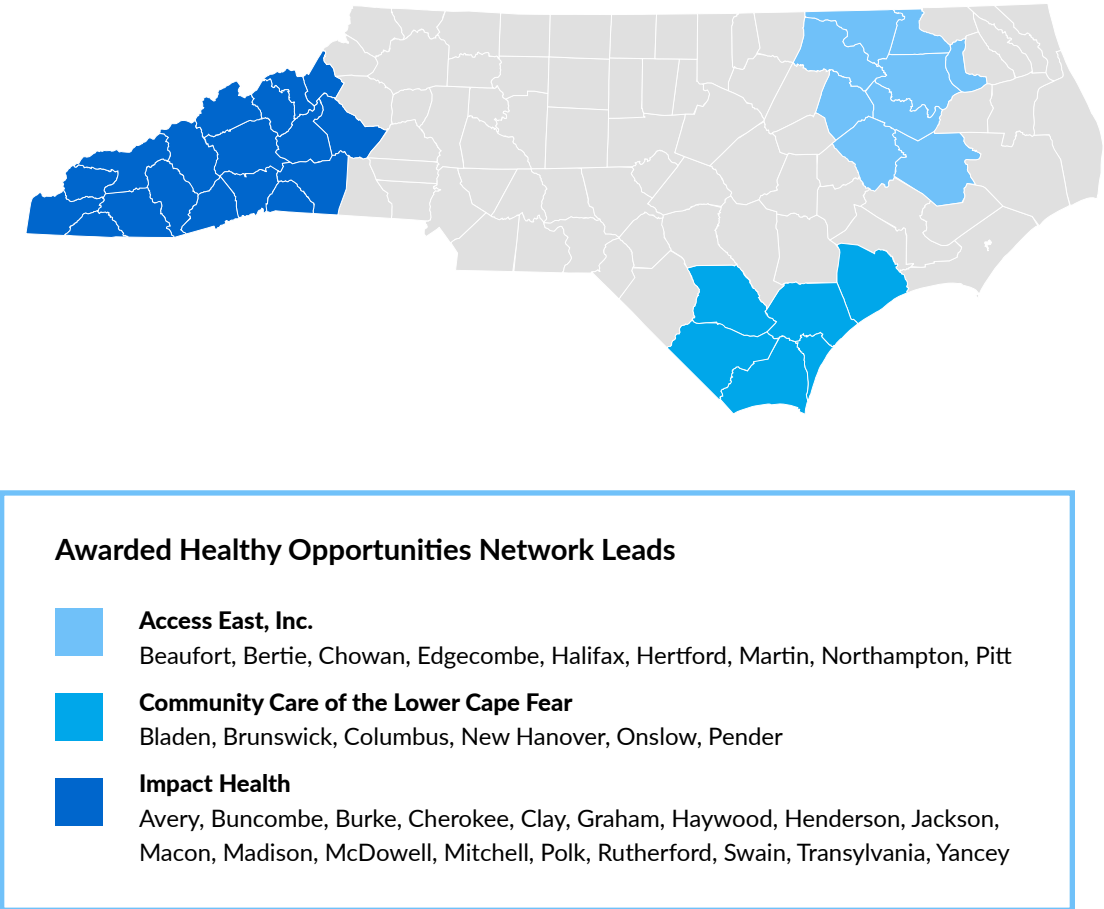 Awarded Healthy Opportunities Network Leads
Access East, Inc.
Beaufort, Bertie, Chowan, Edgecombe, Halifax, Hertford, Martin, Northampton, Pitt
Community Care of the Lower Cape Fear
Bladen, Brunswick, Columbus, New Hanover, Onslow, Pender
Impact Health
Avery, Buncombe, Burke, Cherokee, Clay, Graham, Haywood, Henderson, Jackson,
Macon, Madison, McDowell, Mitchell, Polk, Rutherford, Swain, Transylvania, Yancey